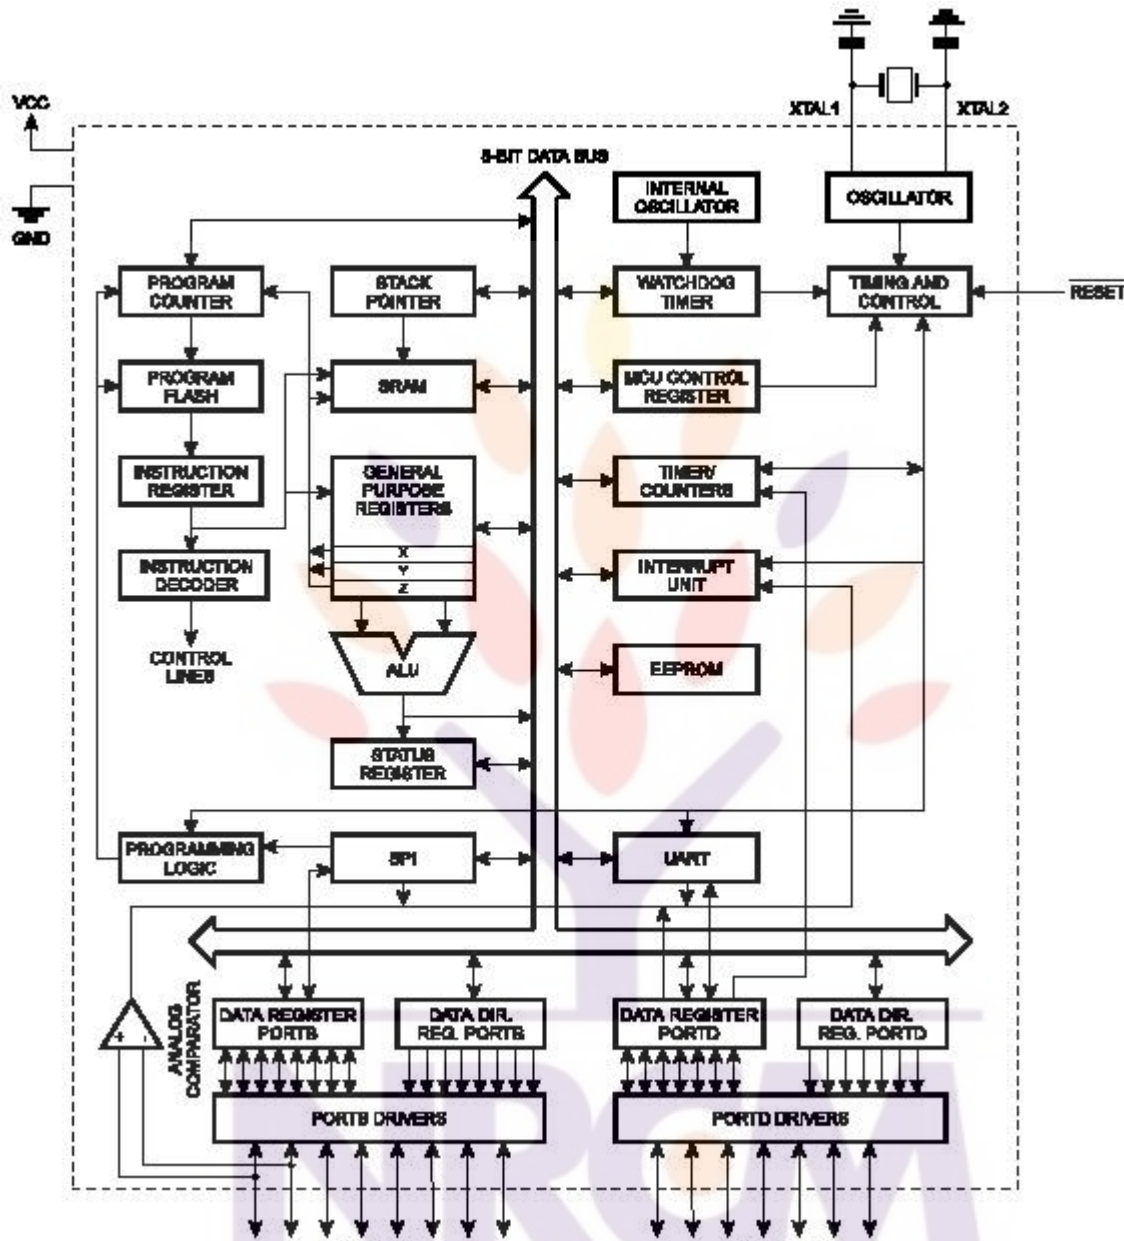 XTAL1
XTAL2
VCC
GND
8-BIT DATA BUS
INTERNAL
OSCILLATOR
OSCILLATOR
PROGRAM
COUNTER
STACK
POINTER
WATCHDOG
TIMER
TIMING AND
CONTROL
RESET
PROGRAM
FLASH
SRAM
MCU CONTROL
REGISTER
INSTRUCTION
REGISTER
GENERAL
PURPOSE
REGISTERS
X
Y
Z
TIMER/
COUNTERS
INSTRUCTION
DECODER
INTERRUPT
UNIT
CONTROL
LINES
ALU
EEPROM
STATUS
REGISTER
PROGRAMMING
LOGIC
SPI
UART
ANALOG
COMPARATOR
+
-
DATA REGISTER
PORTB
DATA DIR.
REG. PORTB
DATA REGISTER
PORTD
DATA DIR.
REG. PORTD
PORTB DRIVERS
PORTD DRIVERS
NRCM